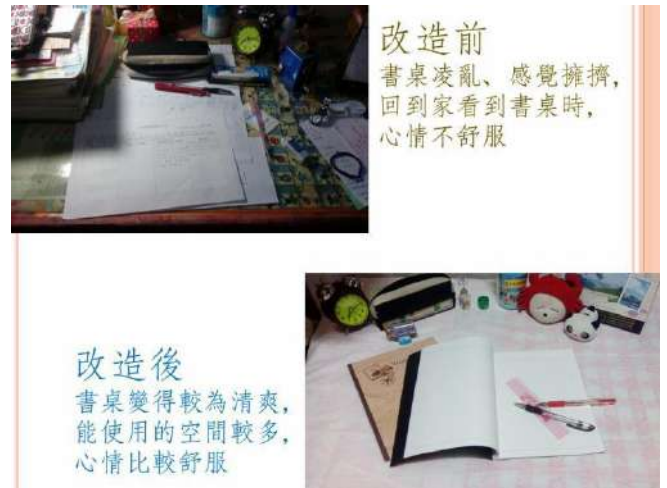 改造前
書桌凌亂、感覺擁擠，
回到家看到書桌時，
心情不舒服
改造後
書桌變得較為清爽，
能使用的空間較多，
心情比較舒服